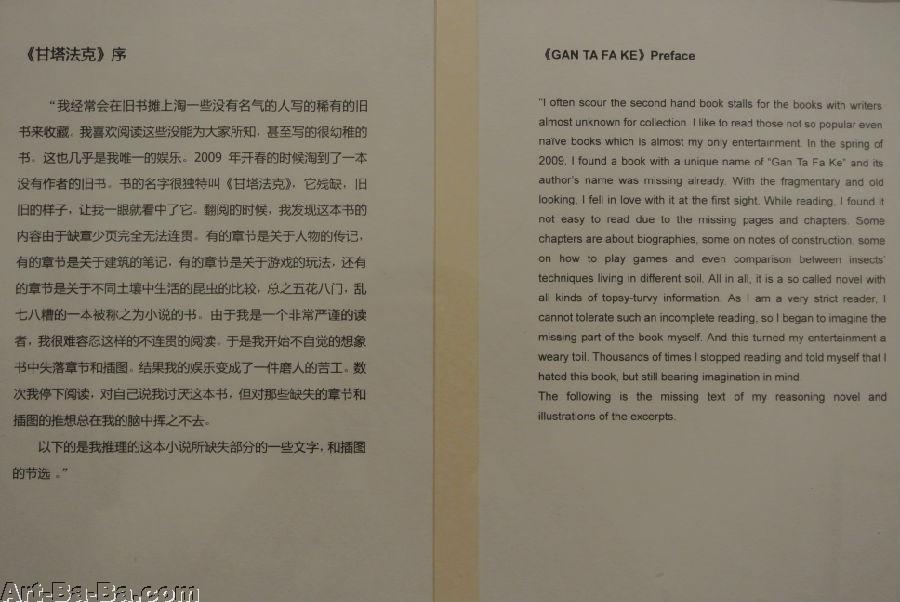 《甘塔法克》序
“我经常会在旧书摊上淘一些没有名气的人写的稀有的旧
书来收藏。我喜欢阅读这些没能为大家所知，甚至写的很幼稚的
书。这也几乎是我唯一的娱乐。2009 年开春的时候淘到了一本
没有作者的旧书。书的名字很独特叫《甘塔法克》，它残缺，旧
旧的样子，让我一眼就看中了它。翻阅的时候，我发现这本书的
内容由于缺章少页完全无法连贯。有的章节是关于人物的传记，
有的章节是关于建筑的笔记，有的章节是关于游戏的玩法，还有
的章节是关于不同土壤中生活的昆虫的比较，总之五花八门，乱
七八糟的一本被称之为小说的书。由于我是一个非常严谨的读
者，我很难容忍这样的不连贯的阅读。于是我开始不自觉的想象
书中失落章节和插图。结果我的娱乐变成了一件磨人的苦工。数
次我停下阅读，对自己说我讨厌这本书，但对那些缺失的章节和
插图的推想总在我的脑中挥之不去。
以下的是我推理的这本小说所缺失部分的一些文字，和插图
的节选 。”
《GAN TA FA KE》Preface
“I often scour the second hand book stalls for the books with writers
almost unknown for collection. I like to read those not so popular even
naïve books which is almost my only entertainment. In the spring of
2009, I found a book with a unique name of “Gan Ta Fa Ke” and its
author's name was missing already. With the fragmentary and old
looking, I fell in love with it at the first sight. While reading, I found it
not easy to read due to the missing pages and chapters. Some
chapters are about biographies, some on notes of construction, some
on how to play games and even comparison between insects'
techniques living in different soil. All in all, it is a so called novel with
all kinds of topsy-turvy information. As I am a very strict reader, I
cannot tolerate such an incomplete reading, so I began to imagine the
missing part of the book myself. And this turned my entertainment a
weary toil. Thousands of times I stopped reading and told myself that I
hated this book, but still bearing imagination in mind.
The following is the missing text of my reasoning novel and
illustrations of the excerpts.
Art-Ba-Ba.com